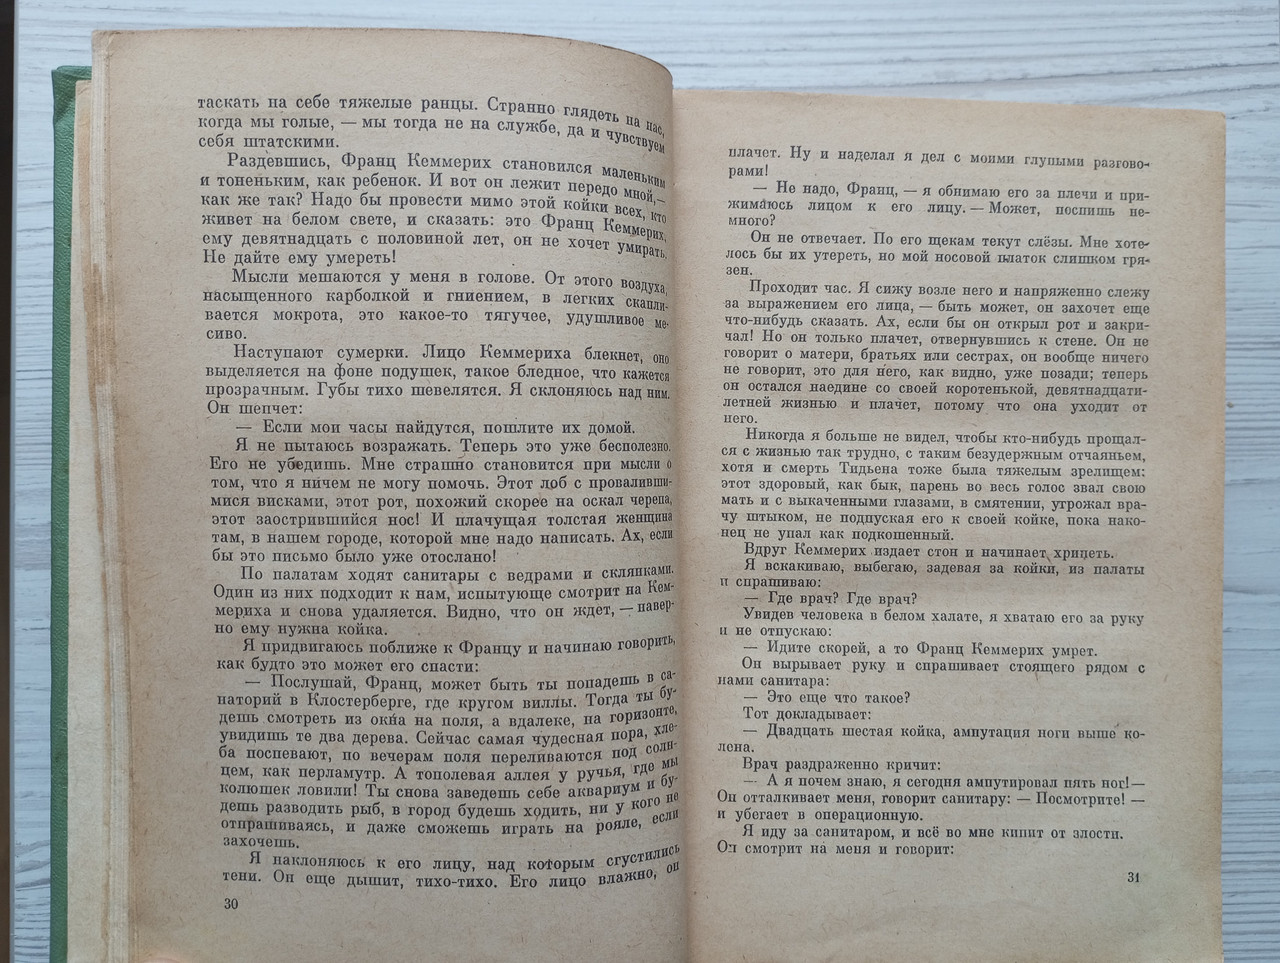 таскать на себе тяжелые ранцы. Странно глядеть на нас,
когда мы голые, — мы тогда не на службе, да и чувствуем
себя штатскими.
Раздевшись, Франц Кеммерих становился маленьким
и тоненьким, как ребенок. И вот он лежит передо мной,—
как же так? Надо бы провести мимо этой койки всех, кто
живет на белом свете, и сказать: это Франц Кеммерих,
ему девятнадцать с половиной лет, он не хочет умирать.
Не дайте ему умереть!
Мысли мешаются у меня в голове. От этого воздуха,
насыщенного карболкой и гниением, в легких скапли-
вается мокрота, это какое-то тягучее, удушливое ме-
сиво.
Наступают сумерки. Лицо Кеммериха блекнет, оно
выделяется на фоне подушек, такое бледное, что кажется
прозрачным. Губы тихо шевелятся. Я склоняюсь над ним.
Он шепчет:
— Если мои часы найдутся, пошлите их домой.
Я не пытаюсь возражать. Теперь это уже бесполезно.
Его не убедишь. Мне страшно становится при мысли о
том, что я ничем не могу помочь. Этот лоб с проваливши-
мися висками, этот рот, похожий скорее на оскал черепа,
этот заострившийся нос! И плачущая толстая женщина
там, в нашем городе, которой мне надо написать. Ах, если
бы это письмо было уже отослано!
По палатам ходят санитары с ведрами и склянками.
Один из них подходит к нам, испытующе смотрит на Кем-
мериха и снова удаляется. Видно, что он ждет, — навер-
но ему нужна койка.
Я придвигаюсь поближе к Францу и начинаю говорить,
как будто это может его спасти:
— Послушай, Франц, может быть ты попадешь в са-
наторий в Клостерберге, где кругом виллы. Тогда ты бу-
дешь смотреть из окна на поля, а вдалеке, на горизонте,
увидишь те два дерева. Сейчас самая чудесная пора, хле-
ба поспевают, по вечерам поля переливаются под солн-
цем, как перламутр. А тополевая аллея у ручья, где мы
колюшек ловили! Ты снова заведешь себе аквариум и бу-
дешь разводить рыб, в город будешь ходить, ни у кого не
отпрашиваясь, и даже сможешь играть на рояле, если
захочешь.
Я наклоняюсь к его лицу, над которым сгустились
тени. Он еще дышит, тихо-тихо. Его лицо влажно, он
30
плачет. Ну и наделал я дел с моими глупыми разгово-
рами!
— Не надо, Франц, — я обнимаю его за плечи и при-
жимаюсь лицом к его лицу. — Может, поспишь не-
много?
Он не отвечает. По его щекам текут слёзы. Мне хоте-
лось бы их утереть, но мой носовой платок слишком гря-
зен.
Проходит час. Я сижу возле него и напряженно слежу
за выражением его лица, — быть может, он захочет еще
что-нибудь сказать. Ах, если бы он открыл рот и закри-
чал! Но он только плачет, отвернувшись к стене. Он не
говорит о матери, братьях или сестрах, он вообще ничего
не говорит, это для него, как видно, уже позади; теперь
он остался наедине со своей коротенькой, девятнадцати-
летней жизнью и плачет, потому что она уходит от
него.
Никогда я больше не видел, чтобы кто-нибудь прощал-
ся с жизнью так трудно, с таким безудержным отчаяньем,
хотя и смерть Тидьена тоже была тяжелым зрелищем:
этот здоровый, как бык, парень во весь голос звал свою
мать и с выкаченными глазами, в смятении, угрожал вра-
чу штыком, не подпуская его к своей койке, пока нако-
нец не упал как подкошенный.
Вдруг Кеммерих издает стон и начинает хрипеть.
Я вскакиваю, выбегаю, задевая за койки, из палаты
и спрашиваю:
— Где врач? Где врач?
Увидев человека в белом халате, я хватаю его за руку
и не отпускаю:
— Идите скорей, а то Франц Кеммерих умрет.
Он вырывает руку и спрашивает стоящего рядом с
нами санитара:
— Это еще что такое?
Тот докладывает:
— Двадцать шестая койка, ампутация ноги выше ко-
лена.
Врач раздраженно кричит:
— А я почем знаю, я сегодня ампутировал пять ног!—
Он отталкивает меня, говорит санитару: — Посмотрите! —
и убегает в операционную.
Я иду за санитаром, и всё во мне кипит от злости.
Он смотрит на меня и говорит:
31